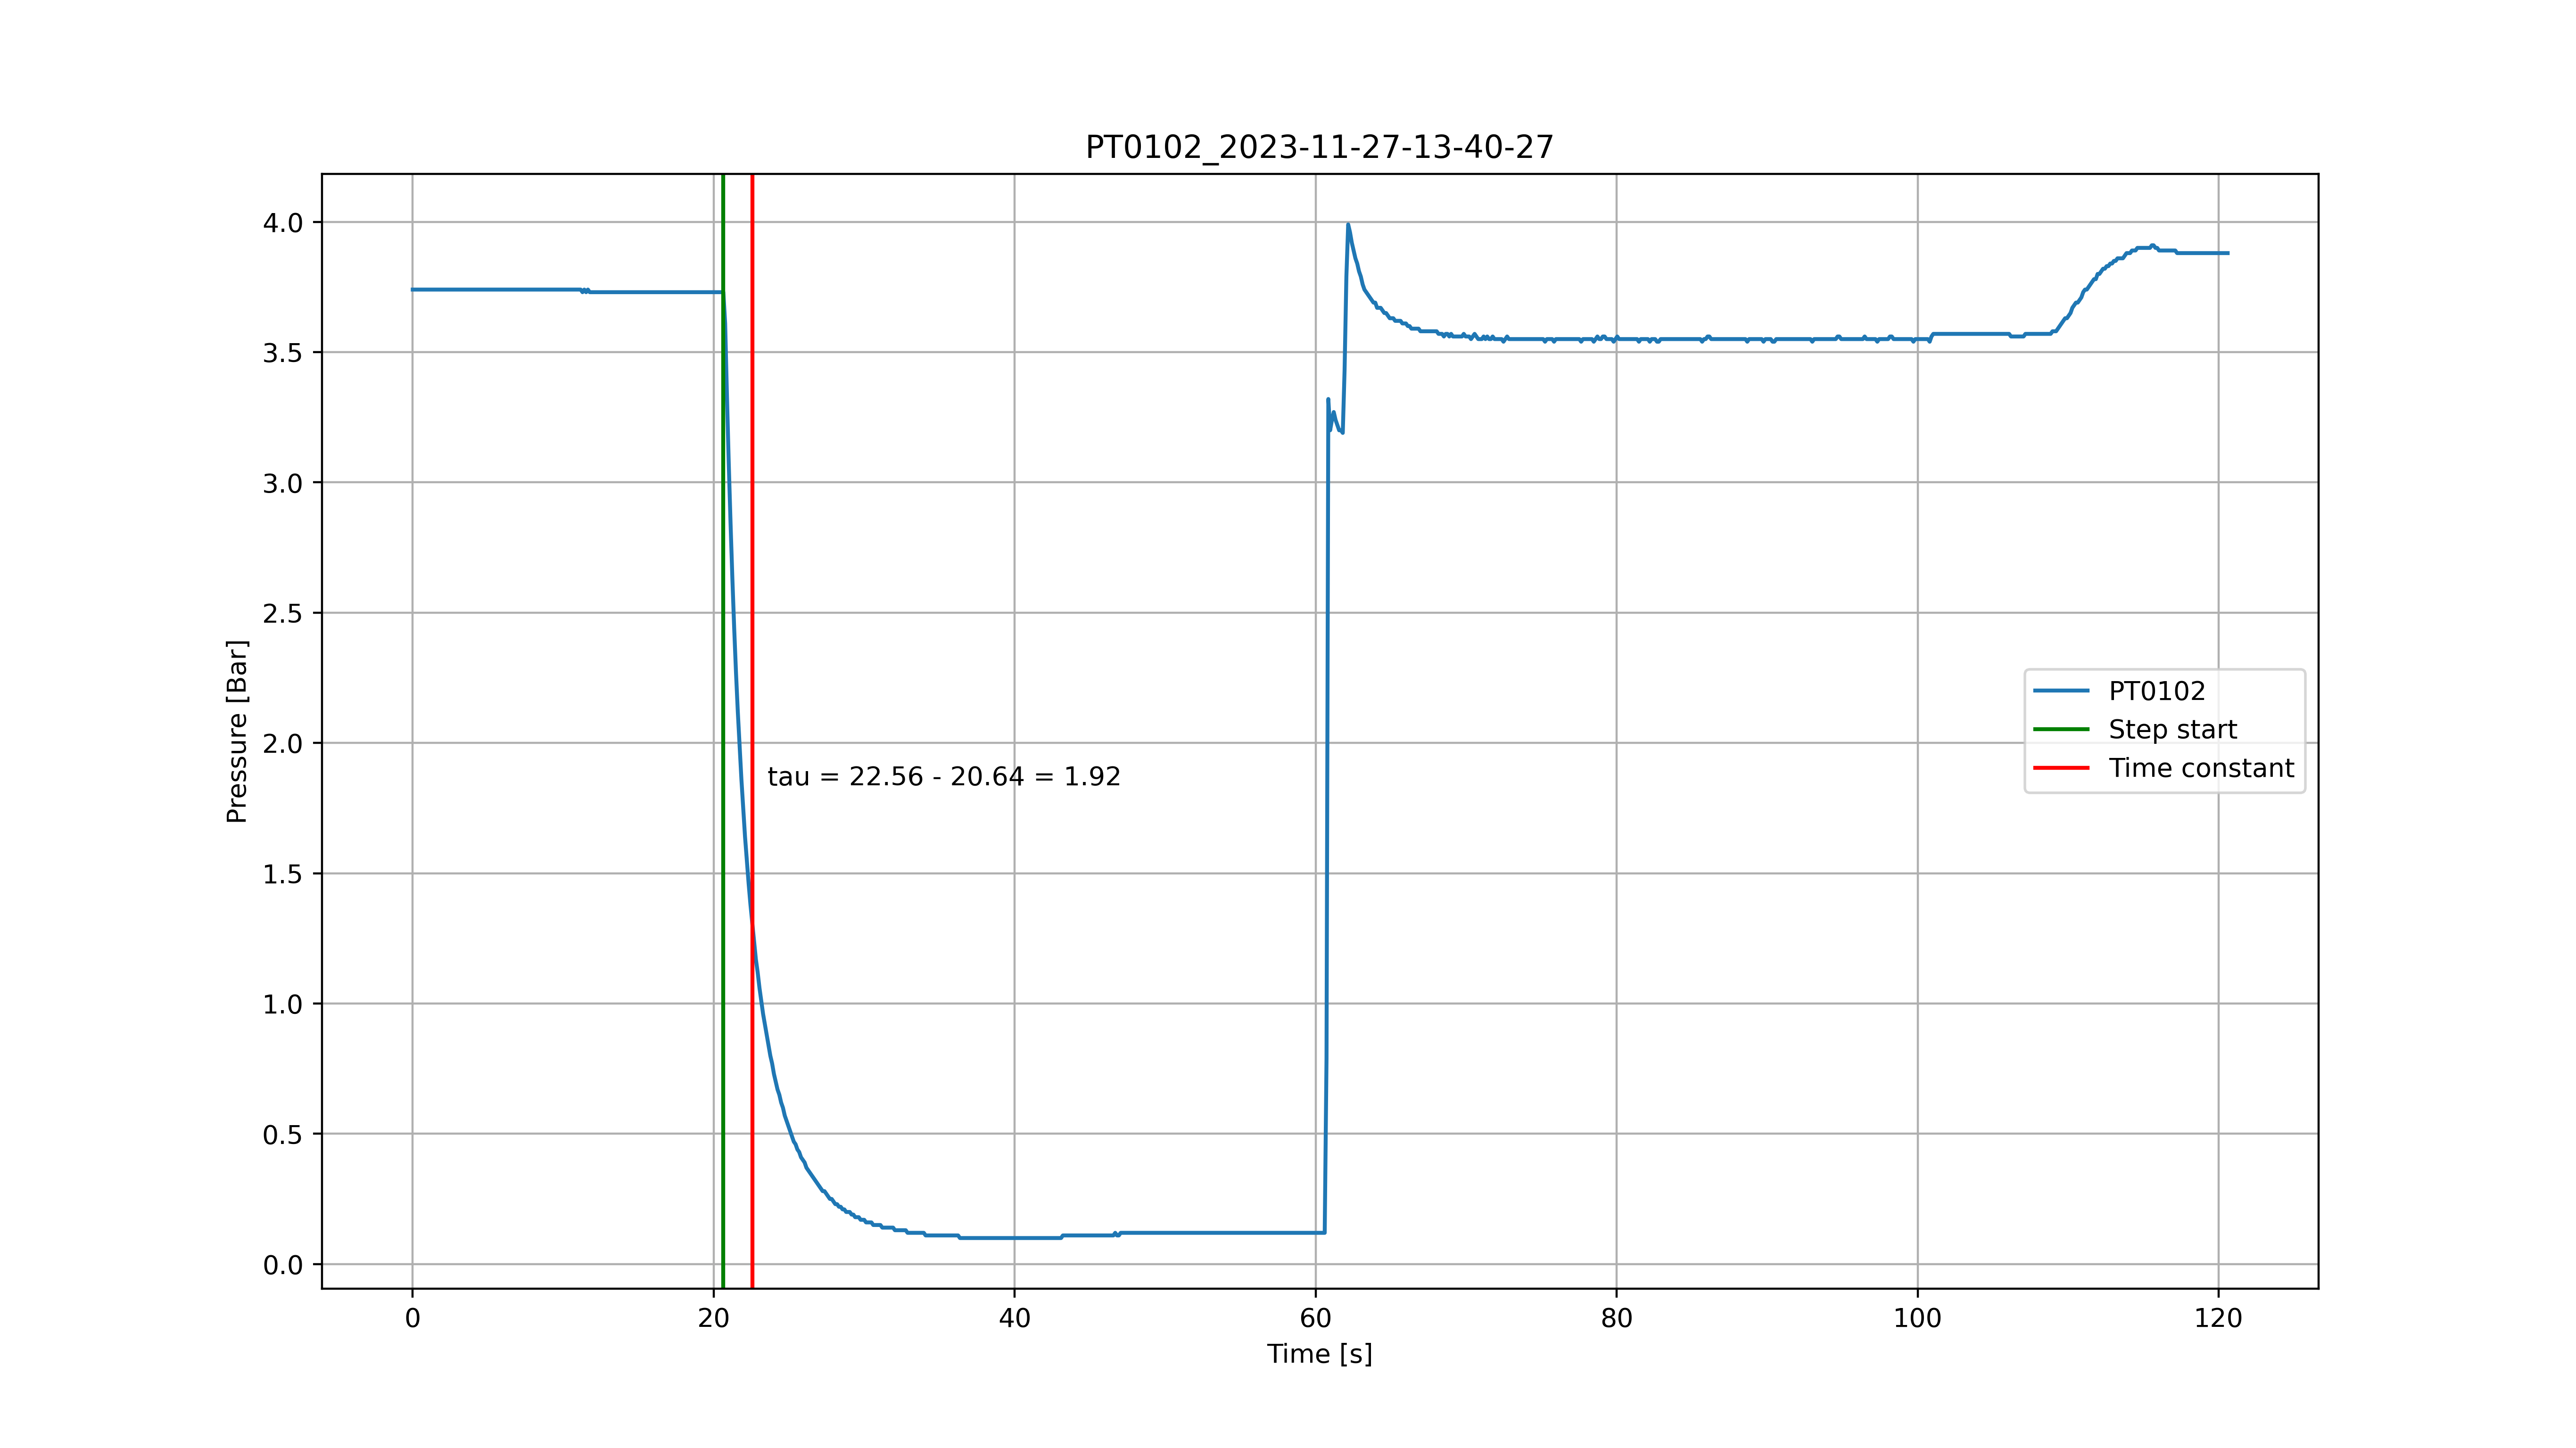 PT0102_2023-11-27-13-40-27
4.0
3.5
3.0
2.5
2.0
1.5
1.0
0.5
0.0
Pressure [Bar]
tau = 22.56 - 20.64 = 1.92
PT0102
Step start
Time constant
0 20 40 60 80 100 120
Time [s]